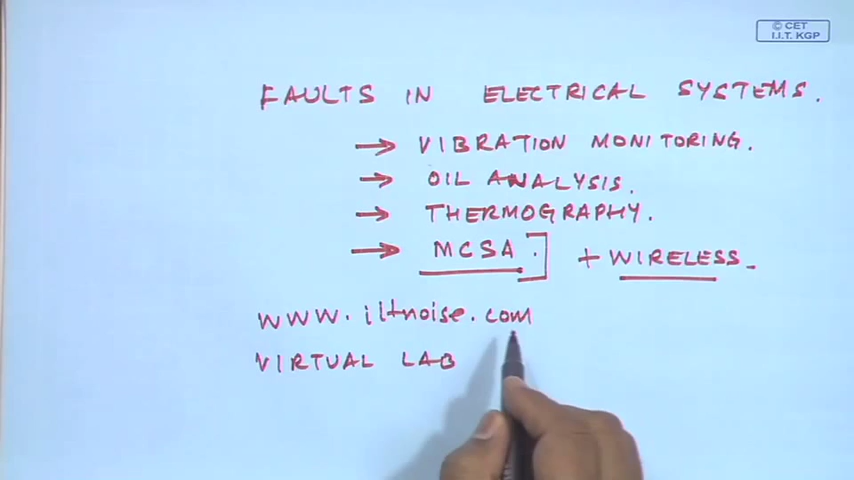 © CET
I.I.T. KGP
FAULTS IN ELECTRICAL SYSTEMS.
→ VIBRATION MONITORING.
→ OIL ANALYSIS.
→ THERMOGRAPHY.
→ MCSA. ] + WIRELESS.
www.iitnoise.com
VIRTUAL LAB